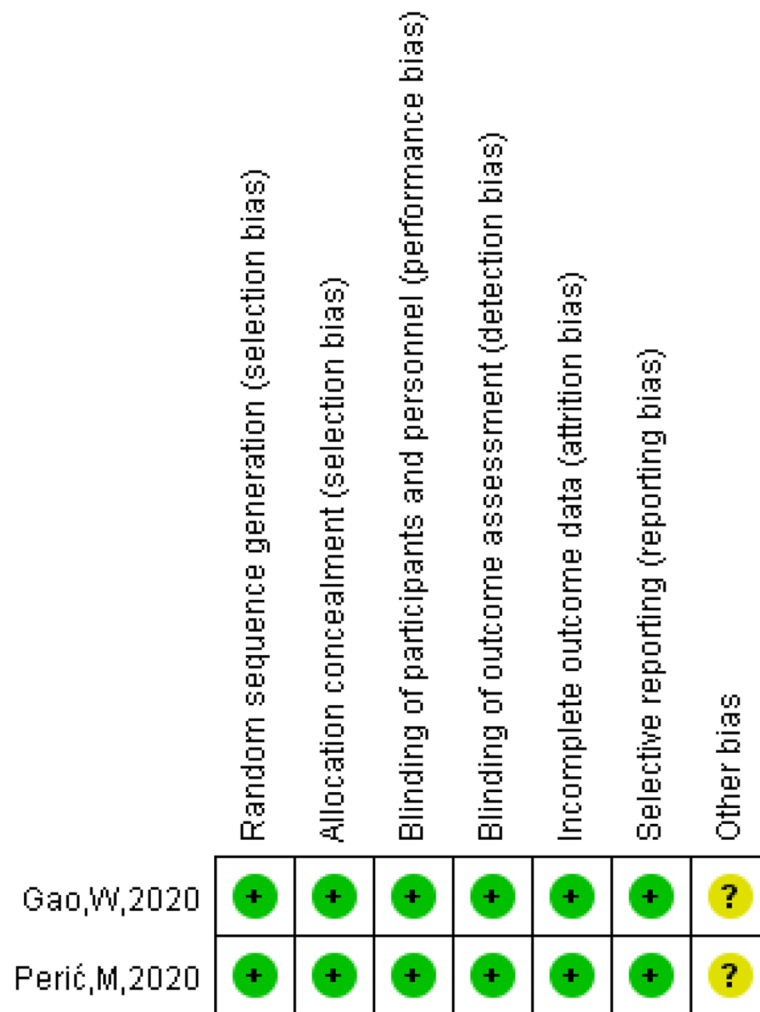 Random sequence generation (selection bias)
Allocation concealment (selection bias)
Blinding of participants and personnel (performance bias)
Blinding of outcome assessment (detection bias)
Incomplete outcome data (attrition bias)
Selective reporting (reporting bias)
Other bias
Gao,W,2020 + + + + + + ?
Perić,M,2020 + + + + + + ?